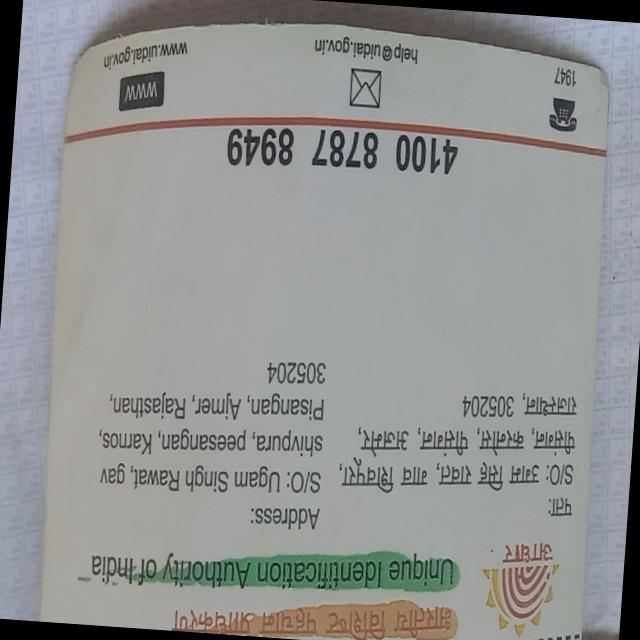 भारतीय विशिष्ट पहचान प्राधिकरण
Unique Identification Authority of India
आधार
पता:
S/O: उगम सिंह रावत, गाव शिवपूरा,
पीसांगन, करनोस, पीसांगन, अजमेर,
राजस्थान, 305204
Address:
S/O: Ugam Singh Rawat, gav
shivpura, peesangan, Karnos,
Pisangan, Ajmer, Rajasthan,
305204
4100 8787 8949
1947
help@uidai.gov.in
www
www.uidai.gov.in